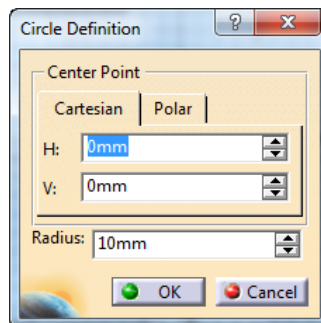 Circle Definition ?
Center Point
Cartesian Polar
H: 0mm
V: 0mm
Radius: 10mm
OK Cancel